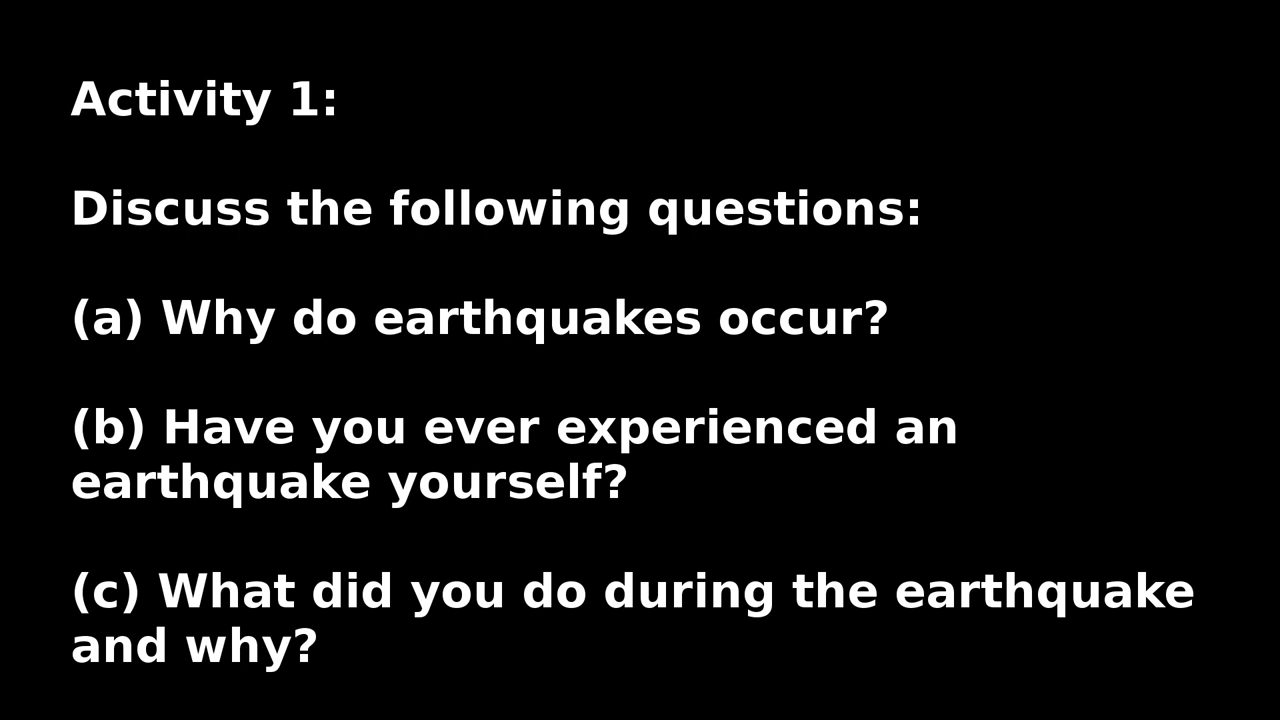 Activity 1:
Discuss the following questions:
(a) Why do earthquakes occur?
(b) Have you ever experienced an
earthquake yourself?
(c) What did you do during the earthquake
and why?